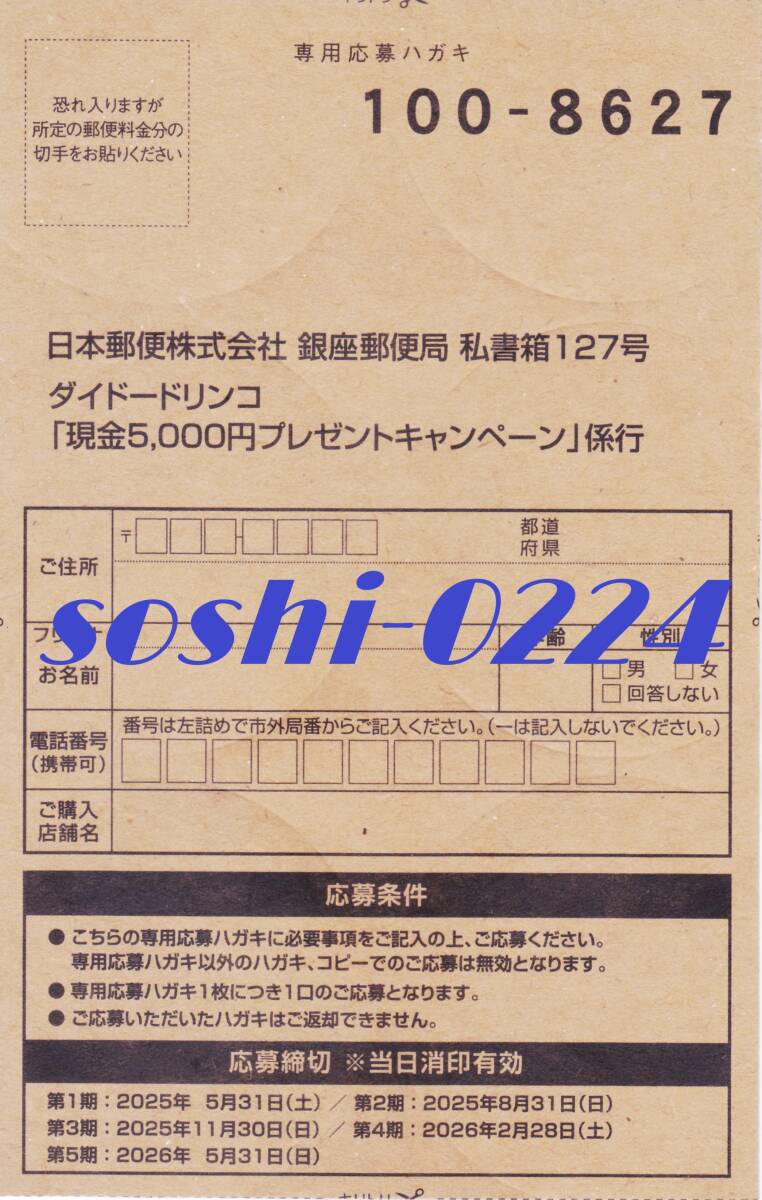 専用応募ハガキ
恐れ入りますが
所定の郵便料金分の
切手をお貼りください
100-8627
日本郵便株式会社 銀座郵便局 私書箱127号
ダイドードリンコ
「現金5,000円プレゼントキャンペーン」係行
ご住所
〒
都道
府県
soshi-0224
性別
お名前
男 女
回答しない
電話番号
(携帯可)
番号は左詰めで市外局番からご記入ください。(ーは記入しないでください。)
ご購入
店舗名
応募条件
● こちらの専用応募ハガキに必要事項をご記入の上、ご応募ください。
専用応募ハガキ以外のハガキ、コピーでのご応募は無効となります。
● 専用応募ハガキ1枚につき1口のご応募となります。
● ご応募いただいたハガキはご返却できません。
応募締切 ※当日消印有効
第1期:2025年 5月31日(土) / 第2期:2025年8月31日(日)
第3期:2025年11月30日(日) / 第4期:2026年2月28日(土)
第5期:2026年 5月31日(日)